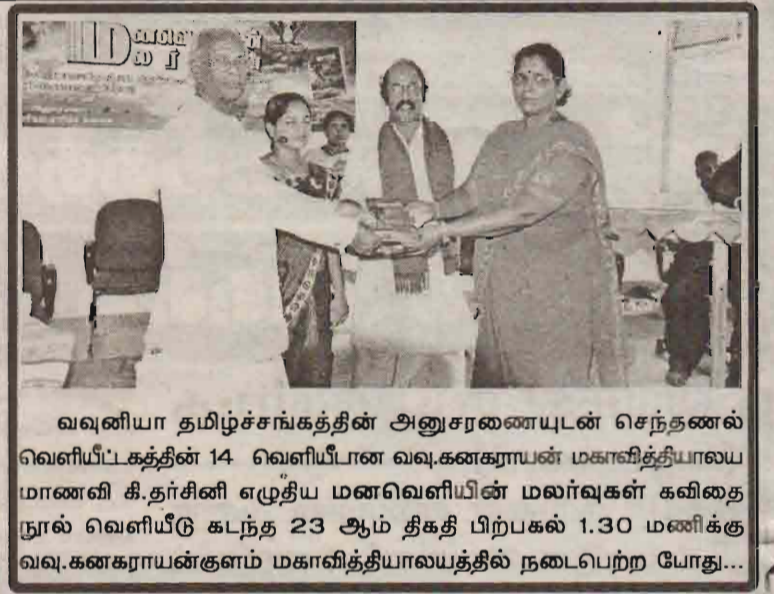 வவுனியா தமிழ்ச்சங்கத்தின் அனுசரணையுடன் செந்தணல்
வெளியீட்டகத்தின் 14 வெளியீடான வவு.கனகராயன் மகாவித்தியாலய
மாணவி கி.தர்சினி எழுதிய மனவெளியின் மலர்வுகள் கவிதை
நூல் வெளியீடு கடந்த 23 ஆம் திகதி பிற்பகல் 1.30 மணிக்கு
வவு.கனகராயன்குளம் மகாவித்தியாலயத்தில் நடைபெற்ற போது...